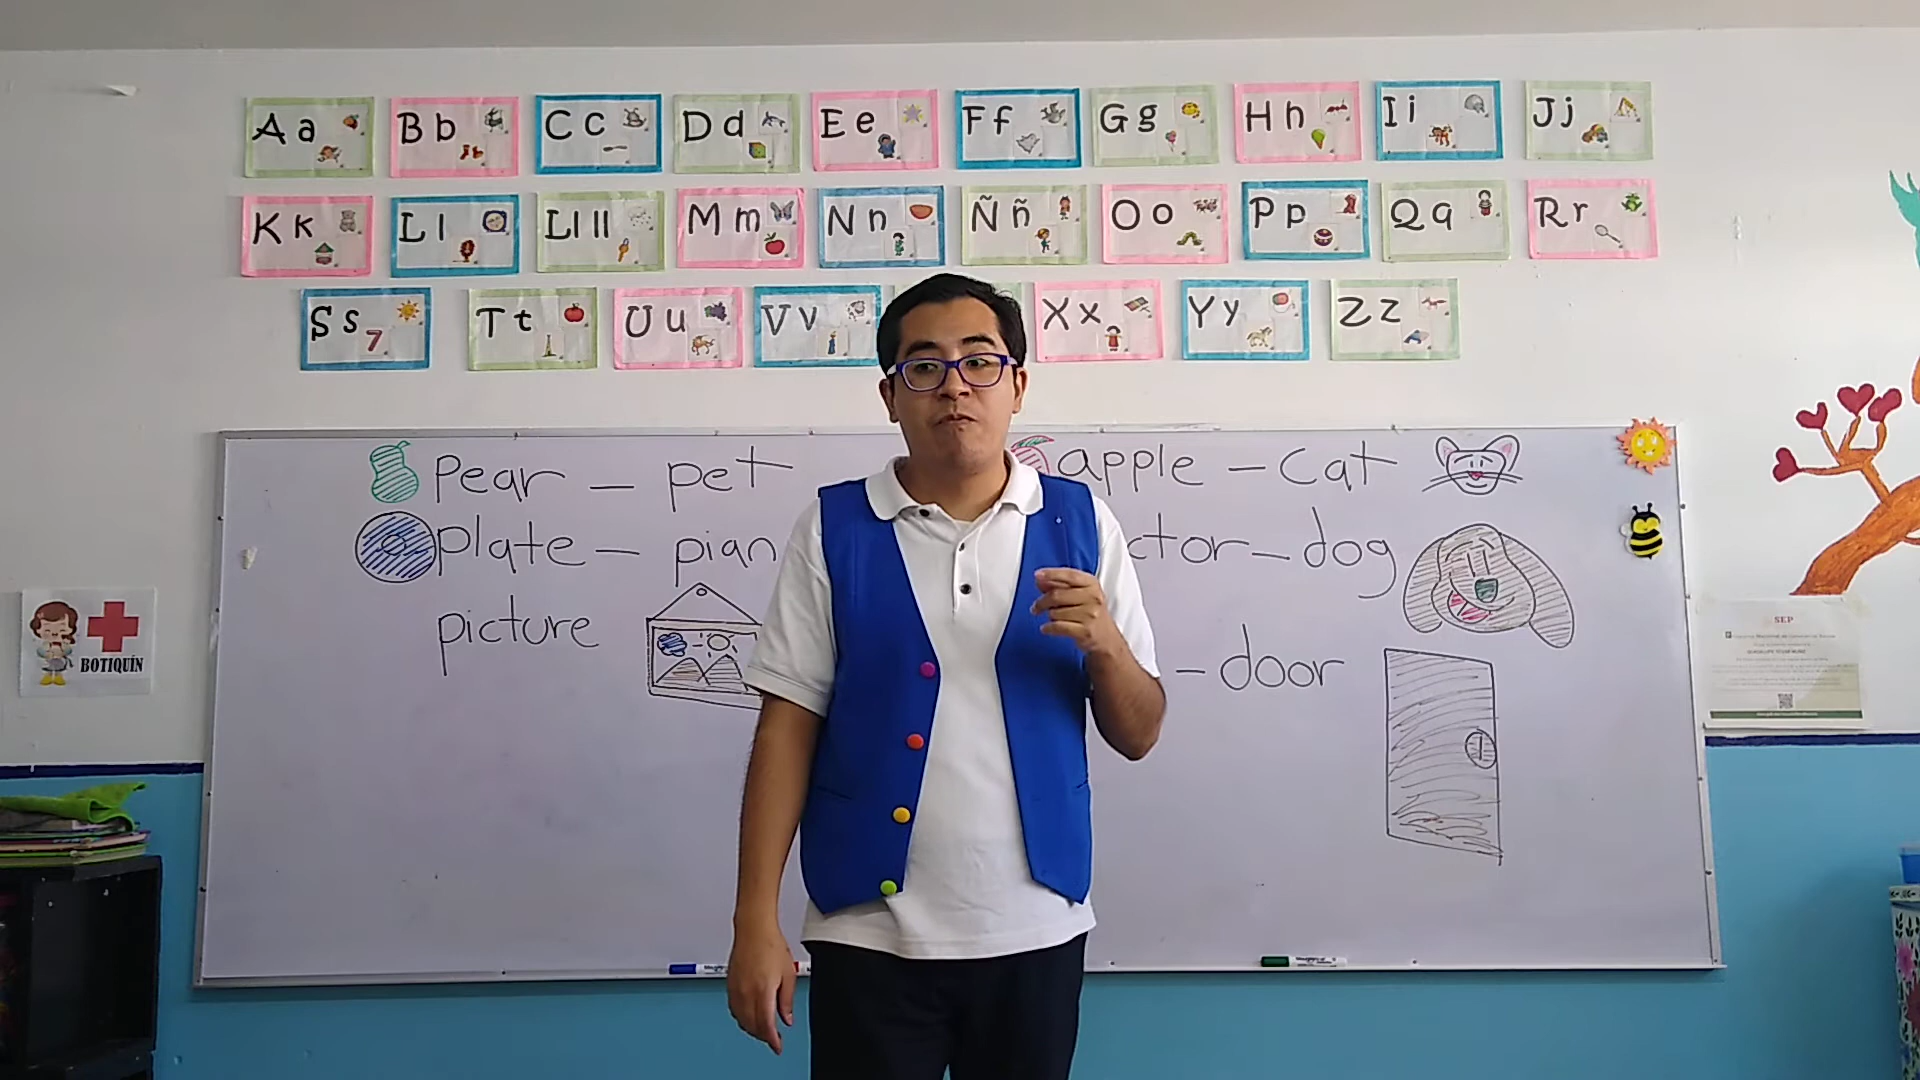 Aa Bb Cc Dd Ee Ff Gg Hh Ii Jj
Kk Ll Ll ll Mm Nn Ññ Oo Pp Qq Rr
Ss 7 Tt Uu Vv Xx Yy Zz
pear – pet apple – cat
plate – pian ctor – dog
picture – door
BOTIQUÍN
SEP